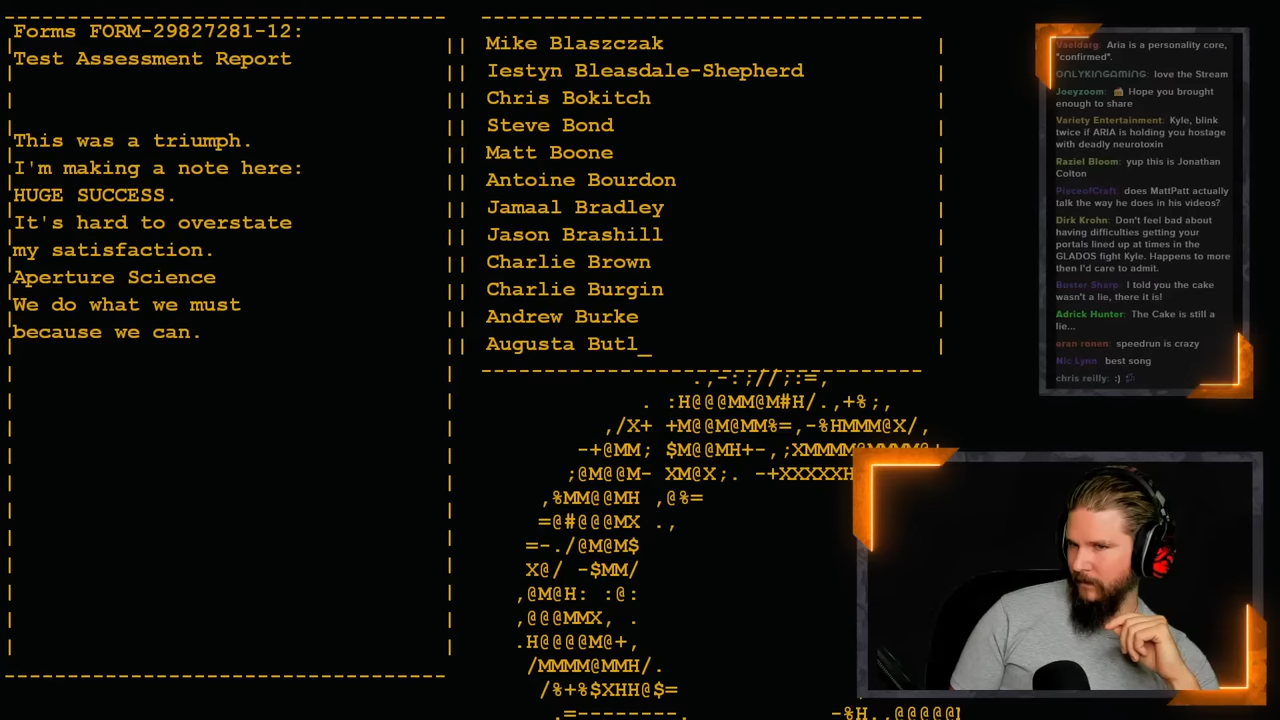 Forms FORM-29827281-12:
Test Assessment Report
This was a triumph.
I'm making a note here:
HUGE SUCCESS.
It's hard to overstate
my satisfaction.
Aperture Science
We do what we must
because we can.
Mike Blaszczak
Iestyn Bleasdale-Shepherd
Chris Bokitch
Steve Bond
Matt Boone
Antoine Bourdon
Jamaal Bradley
Jason Brashill
Charlie Brown
Charlie Burgin
Andrew Burke
Augusta Butl_
Vaeldarg: Aria is a personality core,
"confirmed".
ONLYKINGAMING: love the Stream
Joeyzoom: Hope you brought
enough to share
Variety Entertainment: Kyle, blink
twice if ARIA is holding you hostage
with deadly neurotoxin
Raziel Bloom: yup this is Jonathan
Colton
PieceofCraft: does MattPatt actually
talk the way he does in his videos?
Dirk Krohn: Don't feel bad about
having difficulties getting your
portals lined up at times in the
GLADOS fight Kyle. Happens to more
then I'd care to admit.
Buster Sharp: I told you the cake
wasn't a lie, there it is!
Adrick Hunter: The Cake is still a
lie...
eran ronen: speedrun is crazy
Nic Lynn: best song
chris reilly: :)